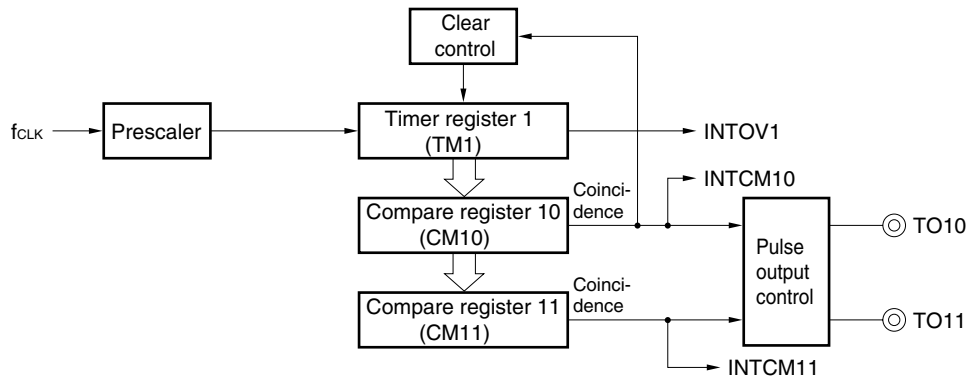 Clear
control
fCLK
Prescaler
Timer register 1
(TM1)
INTOV1
INTCM10
Coinci-
dence
Compare register 10
(CM10)
TO10
Pulse
output
control
Coinci-
dence
Compare register 11
(CM11)
TO11
INTCM11